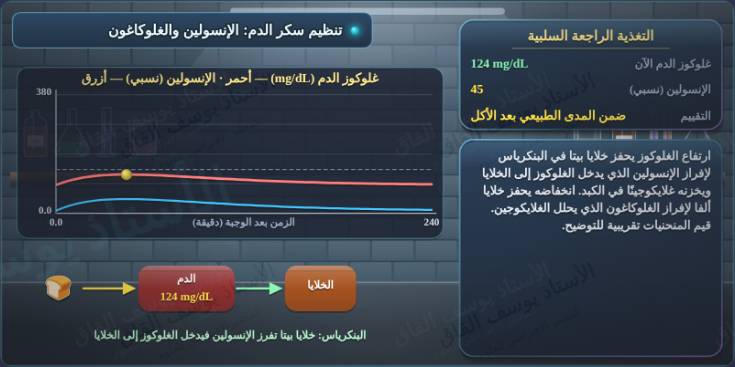 تنظيم سكر الدم: الإنسولين والغلوكاغون
غلوكوز الدم (mg/dL) — أحمر · الإنسولين (نسبي) — أزرق
380
0.0
0.0
240
الزمن بعد الوجبة (دقيقة)
الدم
124 mg/dL
الخلايا
البنكرياس: خلايا بيتا تفرز الإنسولين فيدخل الغلوكوز إلى الخلايا
التغذية الراجعة السلبية
غلوكوز الدم الآن 124 mg/dL
الإنسولين (نسبي) 45
التقييم ضمن المدى الطبيعي بعد الأكل
ارتفاع الغلوكوز يحفز خلايا بيتا في البنكرياس
لإفراز الإنسولين الذي يدخل الغلوكوز إلى الخلايا
ويخزنه غلايكوجينًا في الكبد. انخفاضه يحفز خلايا
ألفا لإفراز الغلوكاغون الذي يحلل الغلايكوجين.
قيم المنحنيات تقريبية للتوضيح.